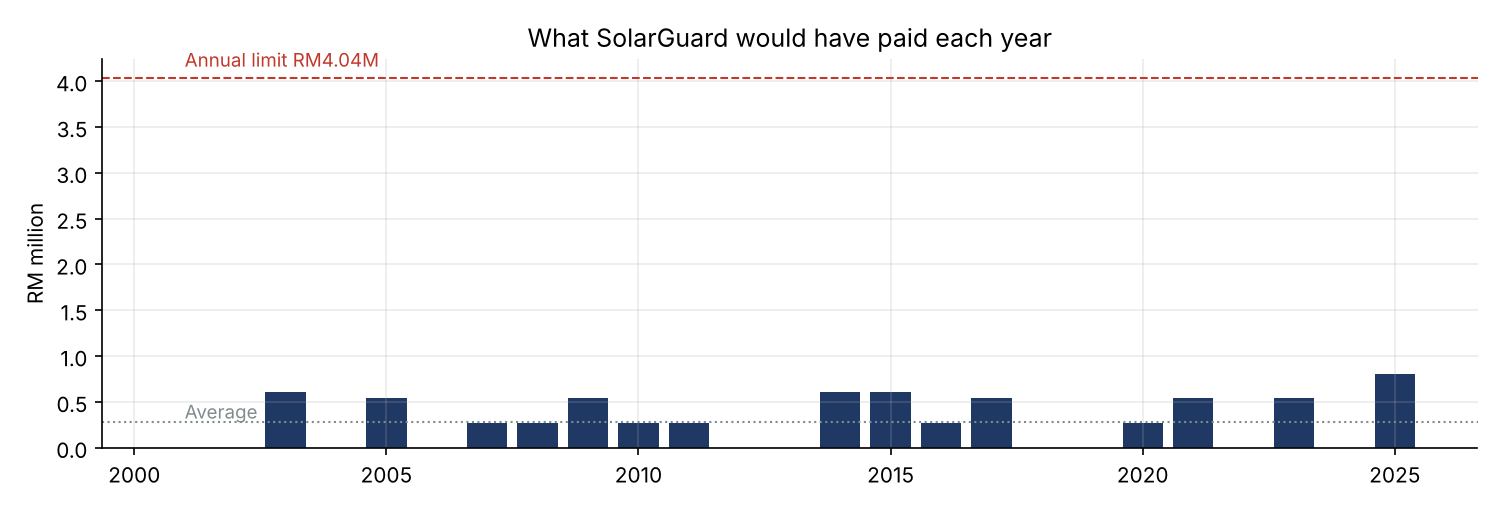 What SolarGuard would have paid each year
Annual limit RM4.04M
4.0
3.5
3.0
2.5
2.0
1.5
1.0
0.5
0.0
RM million
Average
2000 2005 2010 2015 2020 2025